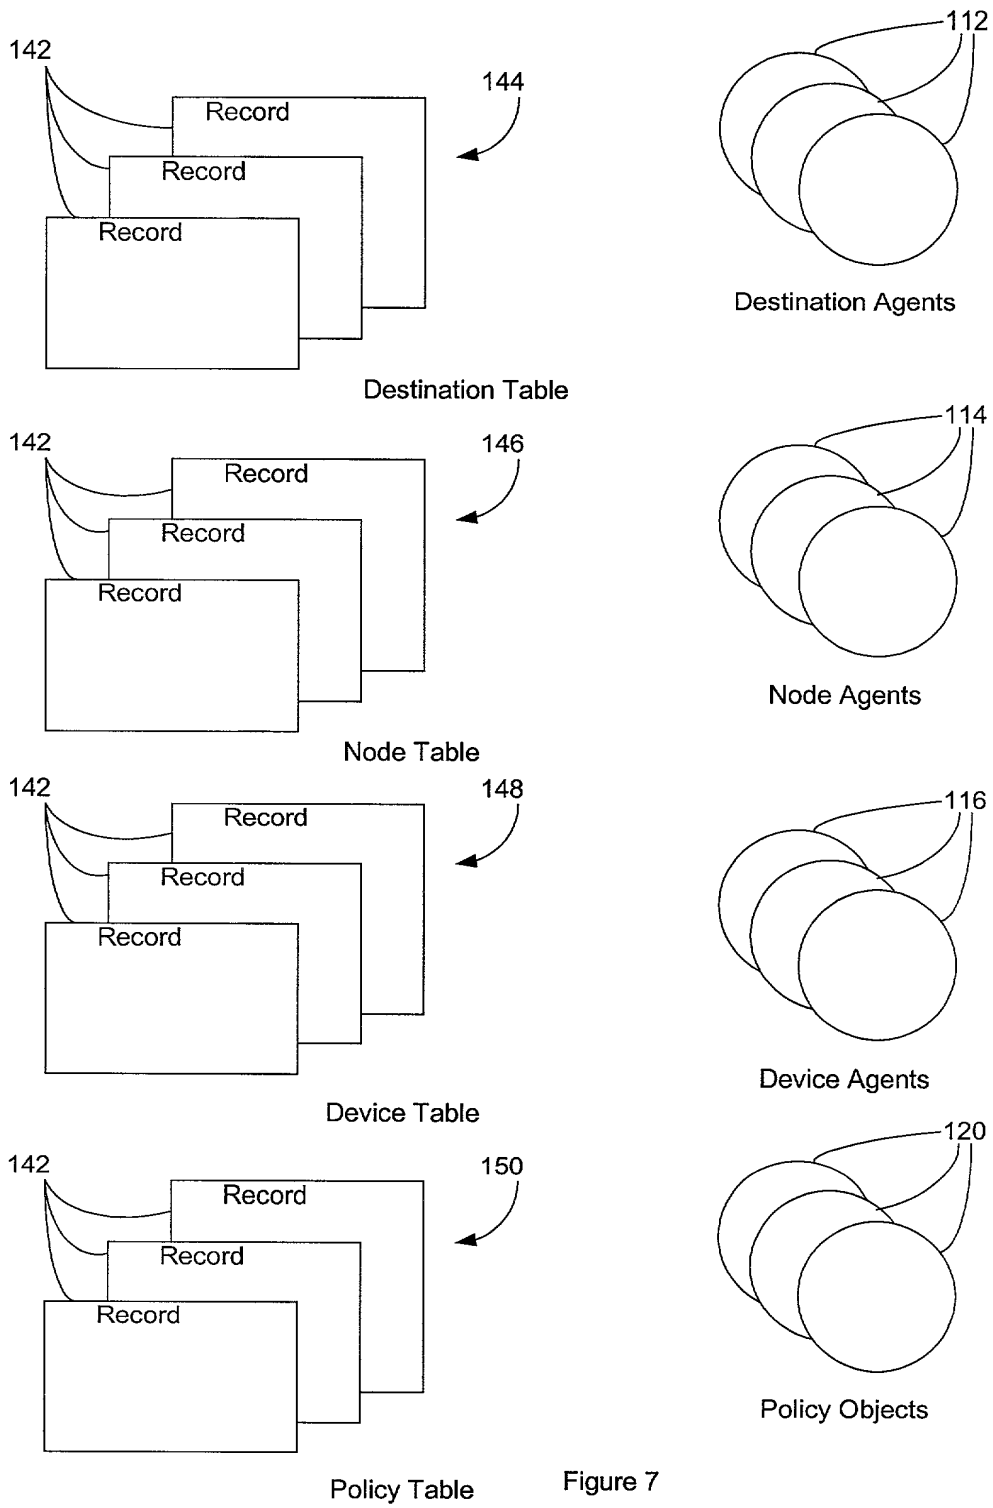 142
144
Record
Record
Record
Destination Table
112
Destination Agents
142
146
Record
Record
Record
Node Table
114
Node Agents
142
148
Record
Record
Record
Device Table
116
Device Agents
142
150
Record
Record
Record
Policy Table
120
Policy Objects
Figure 7